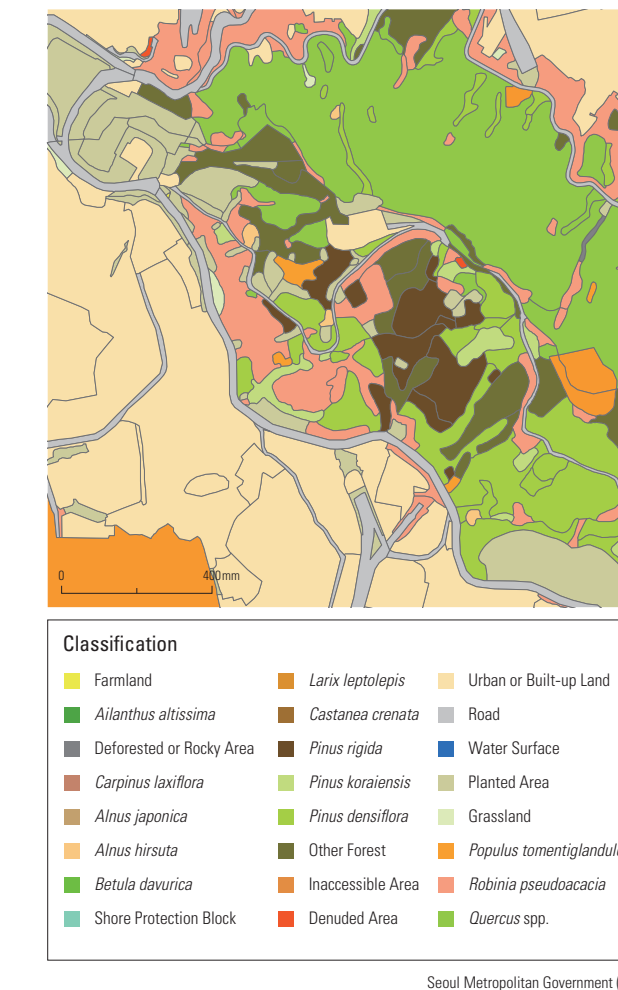 0
400mm
Classification
Farmland
Ailanthus altissima
Deforested or Rocky Area
Carpinus laxiflora
Alnus japonica
Alnus hirsuta
Betula davurica
Shore Protection Block
Larix leptolepis
Castanea crenata
Pinus rigida
Pinus koraiensis
Pinus densiflora
Other Forest
Inaccessible Area
Denuded Area
Urban or Built-up Land
Road
Water Surface
Planted Area
Grassland
Populus tomentiglandul
Robinia pseudoacacia
Quercus spp.
Seoul Metropolitan Government (